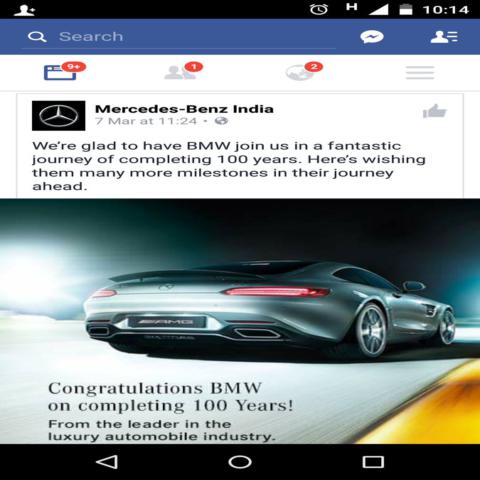 H 10:14
Search
9+ 1 2
Mercedes-Benz India
7 Mar at 11:24 •
We're glad to have BMW join us in a fantastic
journey of completing 100 years. Here's wishing
them many more milestones in their journey
ahead.
AMG
Congratulations BMW
on completing 100 Years!
From the leader in the
luxury automobile industry.